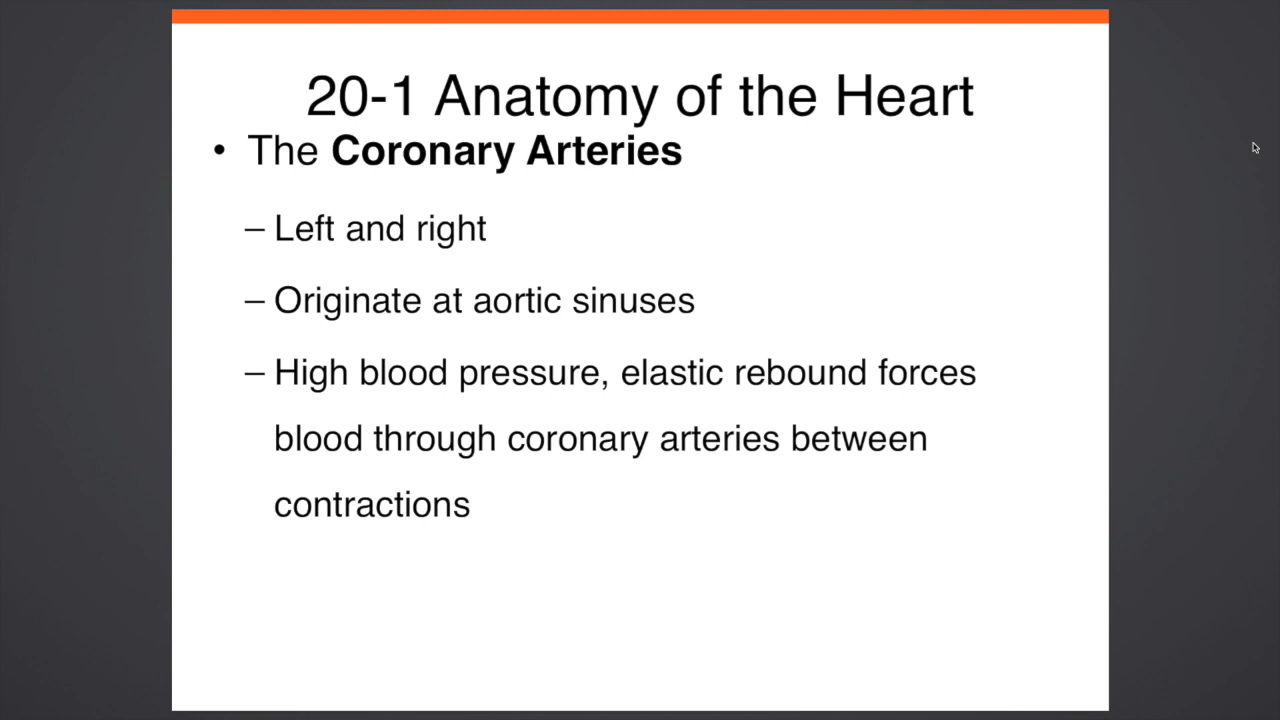 20-1 Anatomy of the Heart
• The Coronary Arteries
– Left and right
– Originate at aortic sinuses
– High blood pressure, elastic rebound forces
blood through coronary arteries between
contractions